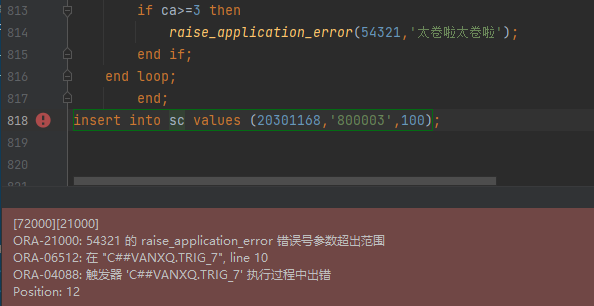 813 if ca>=3 then
814 raise_application_error(54321,'太卷啦太卷啦');
815 end if;
816 end loop;
817 end;
818 insert into sc values (20301168,'800003',100);
819
820
[72000][21000]
ORA-21000: 54321 的 raise_application_error 错误号参数超出范围
ORA-06512: 在 "C##VANXQ.TRIG_7", line 10
ORA-04088: 触发器 'C##VANXQ.TRIG_7' 执行过程中出错
Position: 12